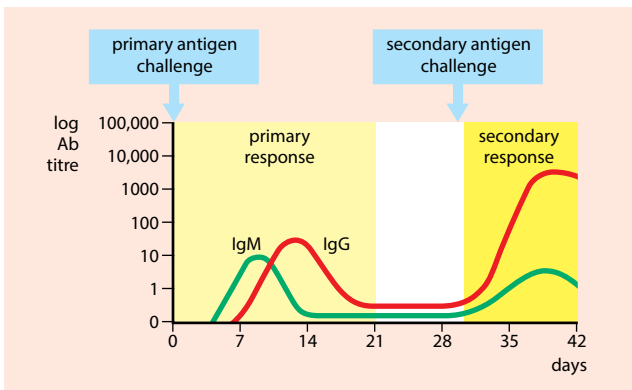 primary antigen
challenge
secondary antigen
challenge
log
Ab
titre
100,000
10,000
1000
100
10
1
0
primary
response
secondary
response
IgM
IgG
0
7
14
21
28
35
42
days